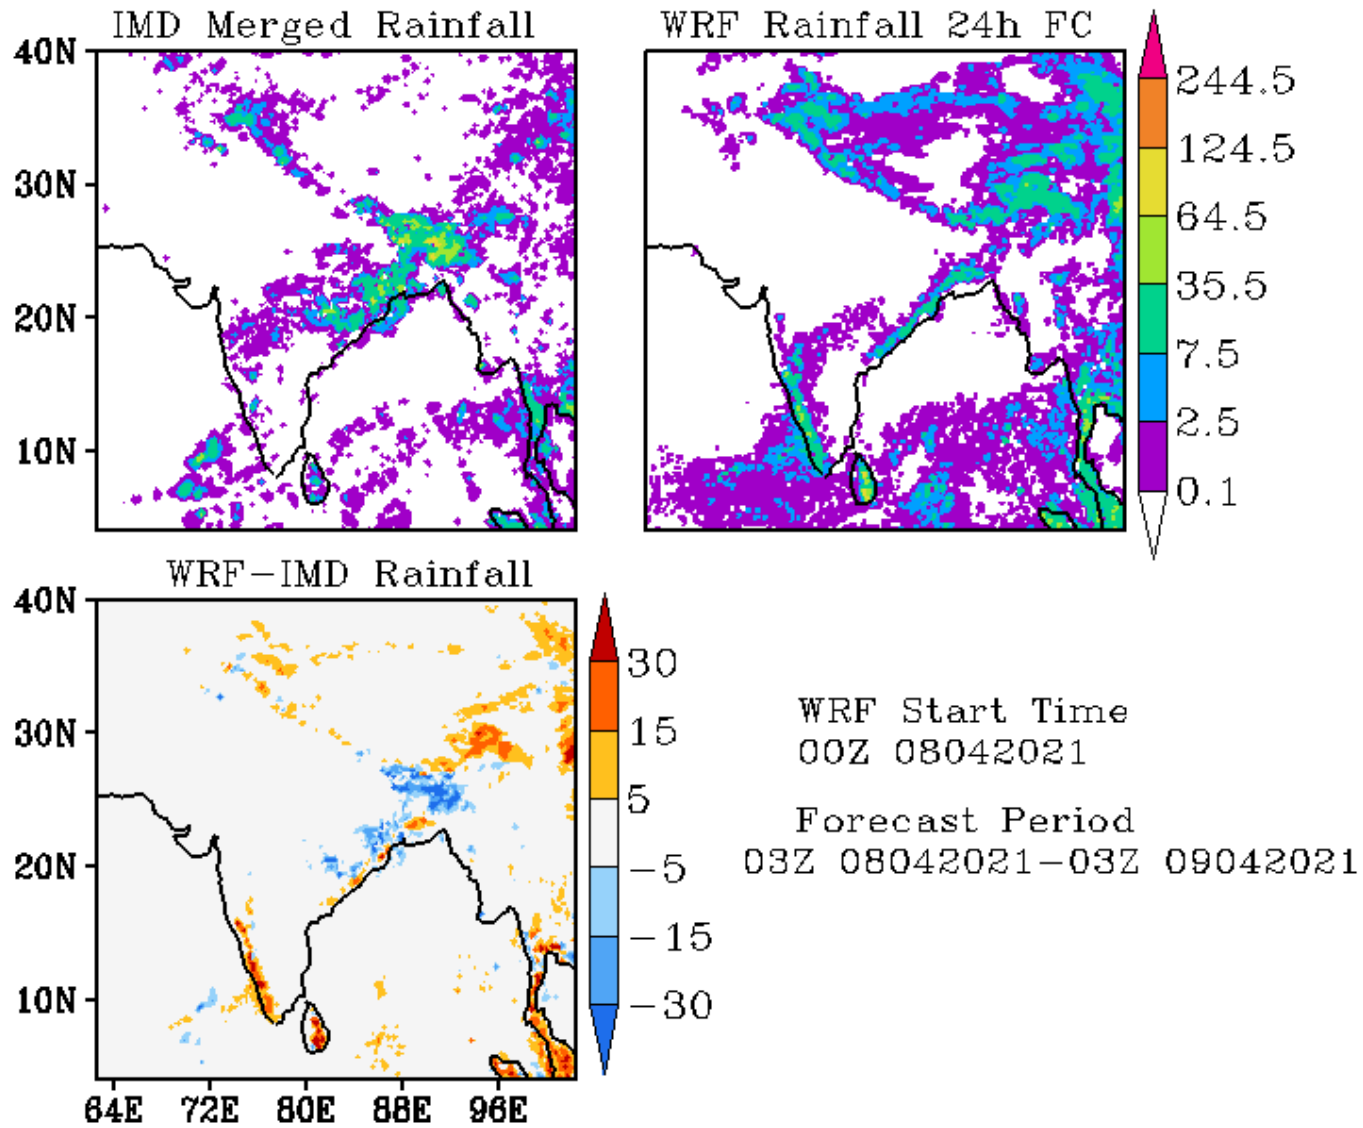 IMD Merged Rainfall
WRF Rainfall 24h FC
40N
30N
20N
10N
244.5
124.5
64.5
35.5
7.5
2.5
0.1
WRF-IMD Rainfall
40N
30N
20N
10N
64E 72E 80E 88E 96E
30
15
5
-5
-15
-30
WRF Start Time
00Z 08042021
Forecast Period
03Z 08042021-03Z 09042021